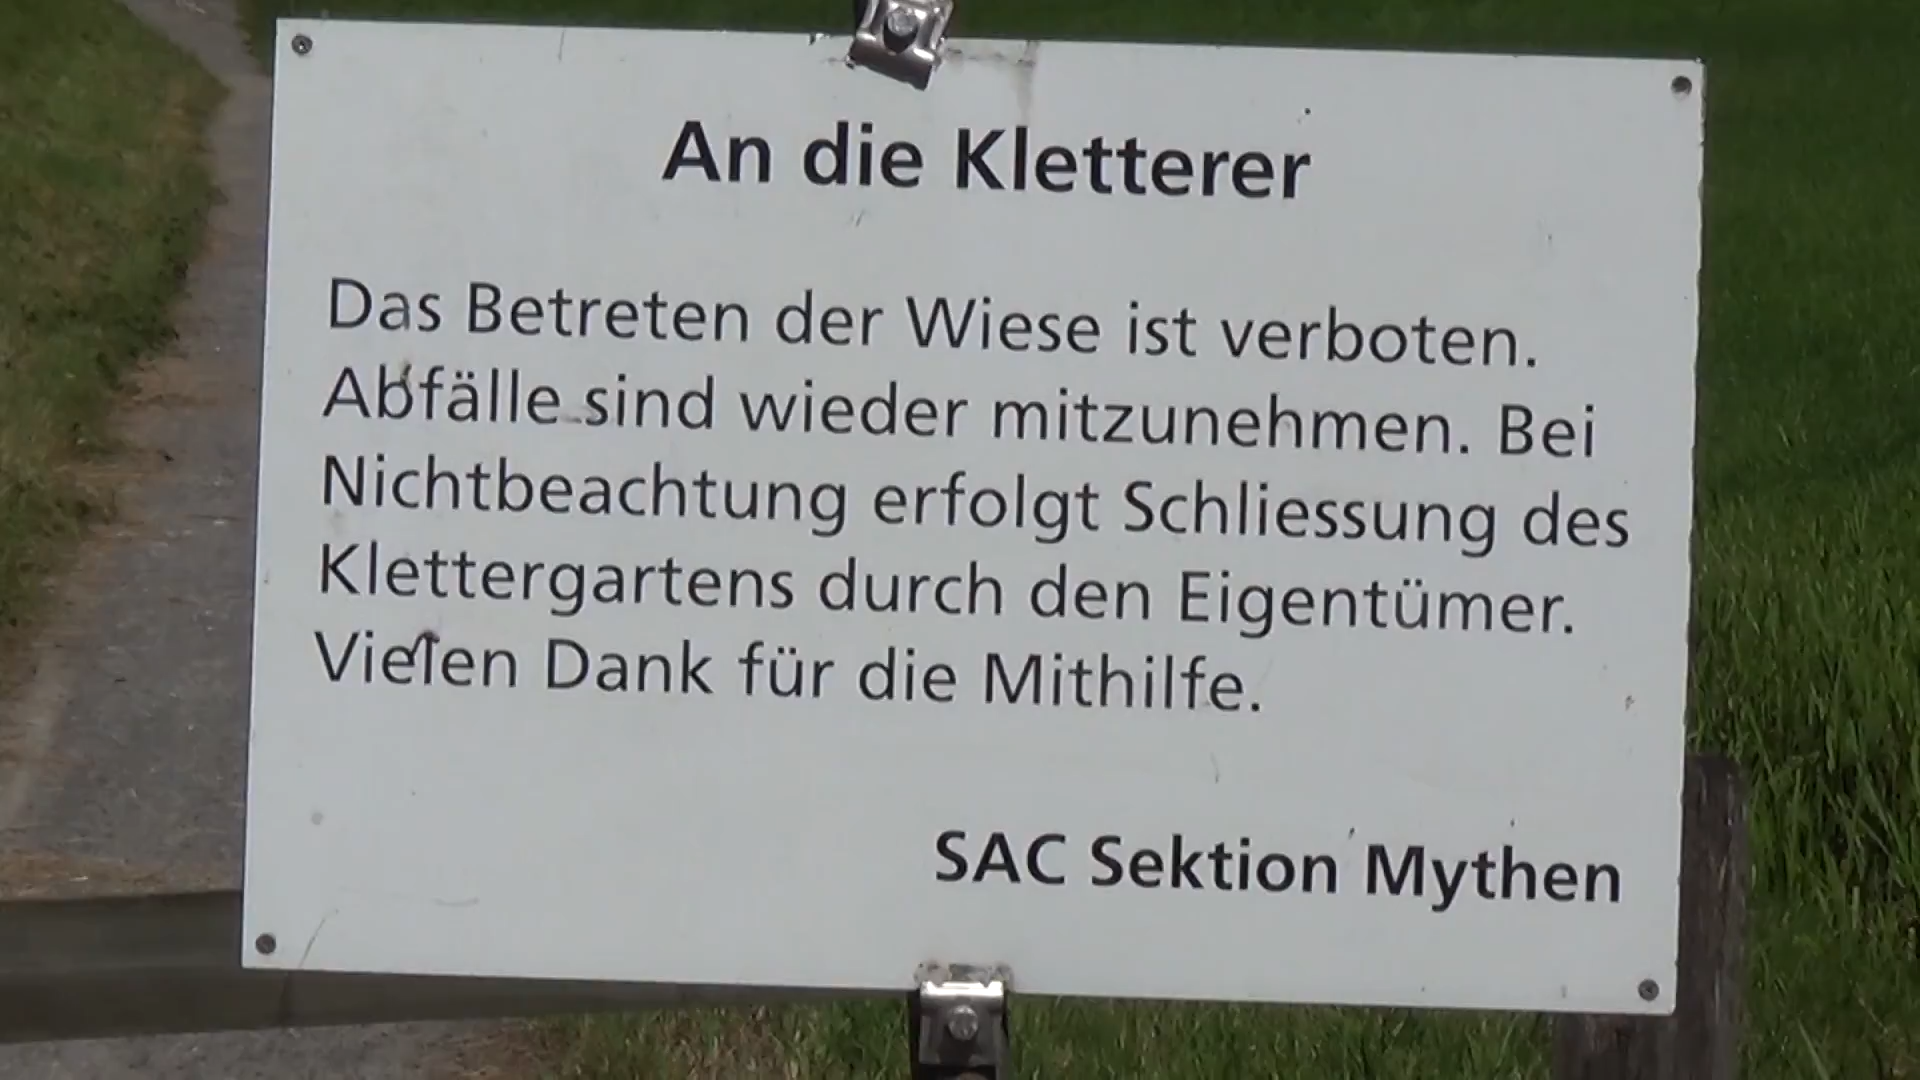 An die Kletterer
Das Betreten der Wiese ist verboten.
Abfälle sind wieder mitzunehmen. Bei
Nichtbeachtung erfolgt Schliessung des
Klettergartens durch den Eigentümer.
Vielen Dank für die Mithilfe.
SAC Sektion Mythen